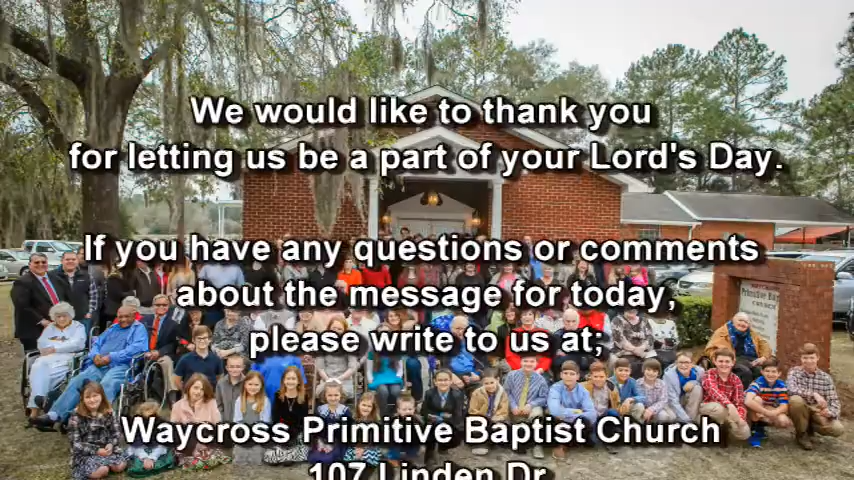 We would like to thank you
for letting us be a part of your Lord's Day.
If you have any questions or comments
about the message for today,
please write to us at;
Waycross Primitive Baptist Church
107 Linden Dr